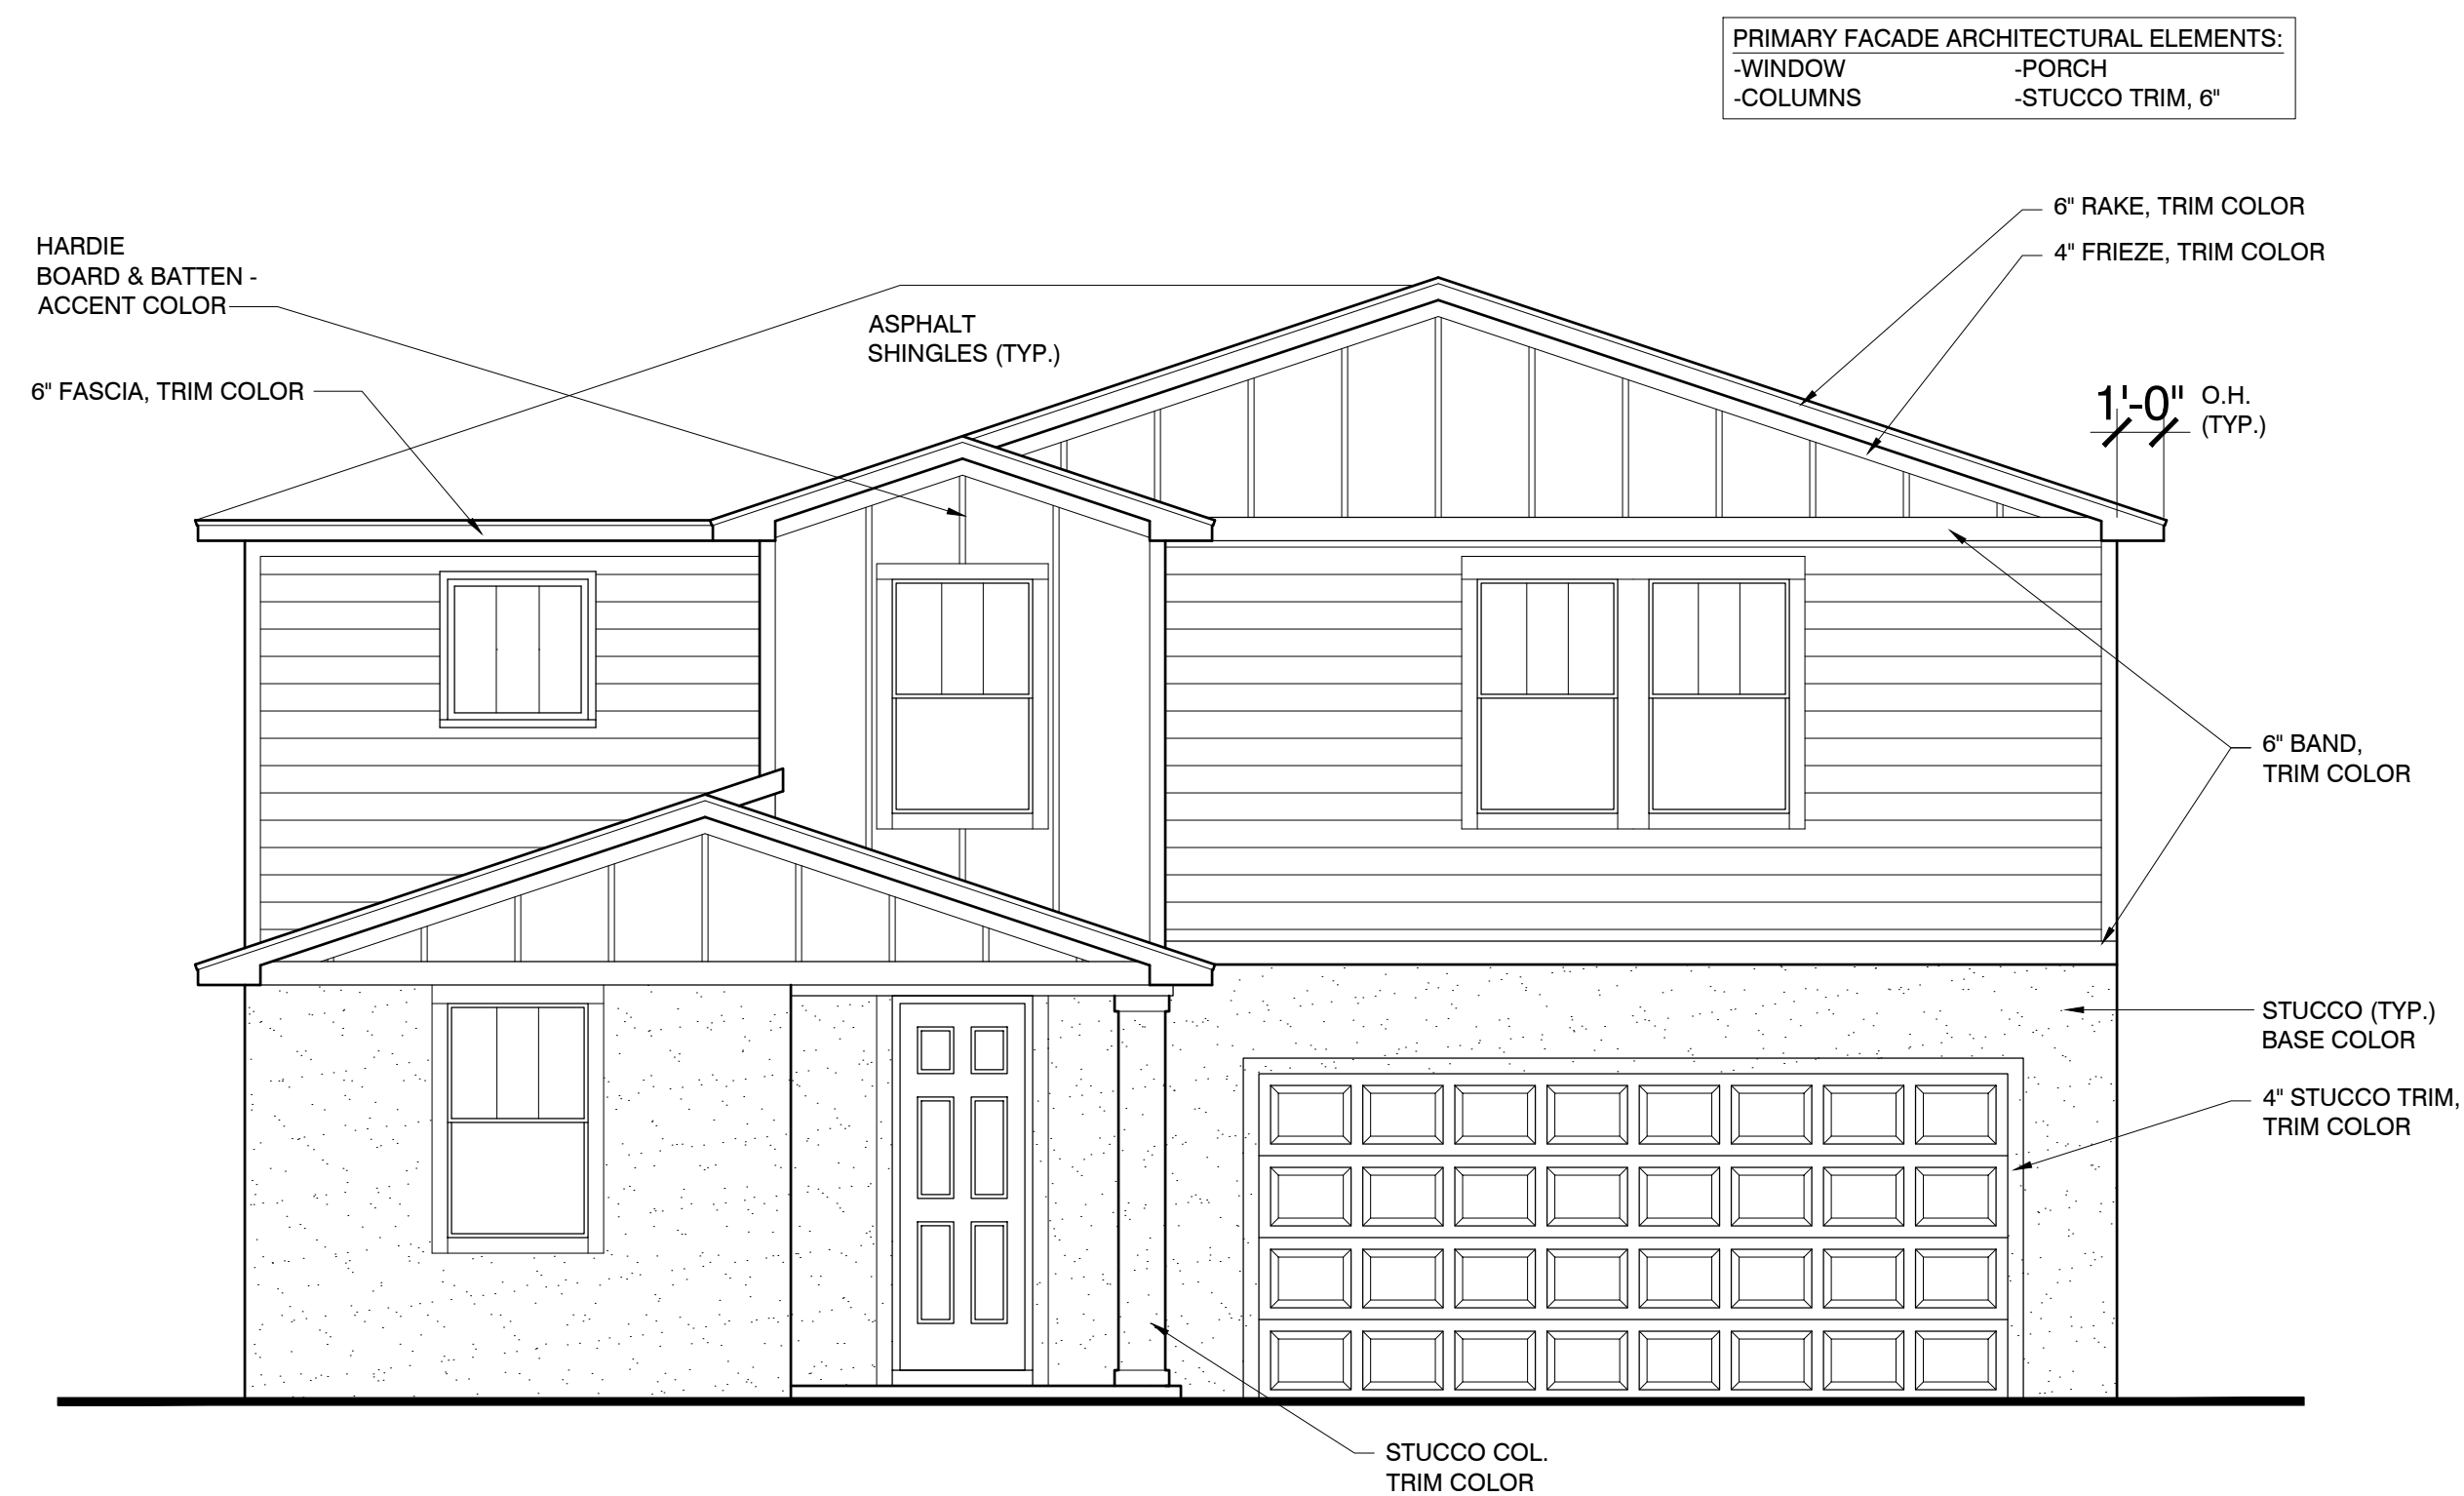 PRIMARY FACADE ARCHITECTURAL ELEMENTS:
-WINDOW -PORCH
-COLUMNS -STUCCO TRIM, 6"
6" RAKE, TRIM COLOR
4" FRIEZE, TRIM COLOR
HARDIE
BOARD & BATTEN -
ACCENT COLOR
ASPHALT
SHINGLES (TYP.)
6" FASCIA, TRIM COLOR
1'-0" O.H.
(TYP.)
6" BAND,
TRIM COLOR
STUCCO (TYP.)
BASE COLOR
4" STUCCO TRIM,
TRIM COLOR
STUCCO COL.
TRIM COLOR